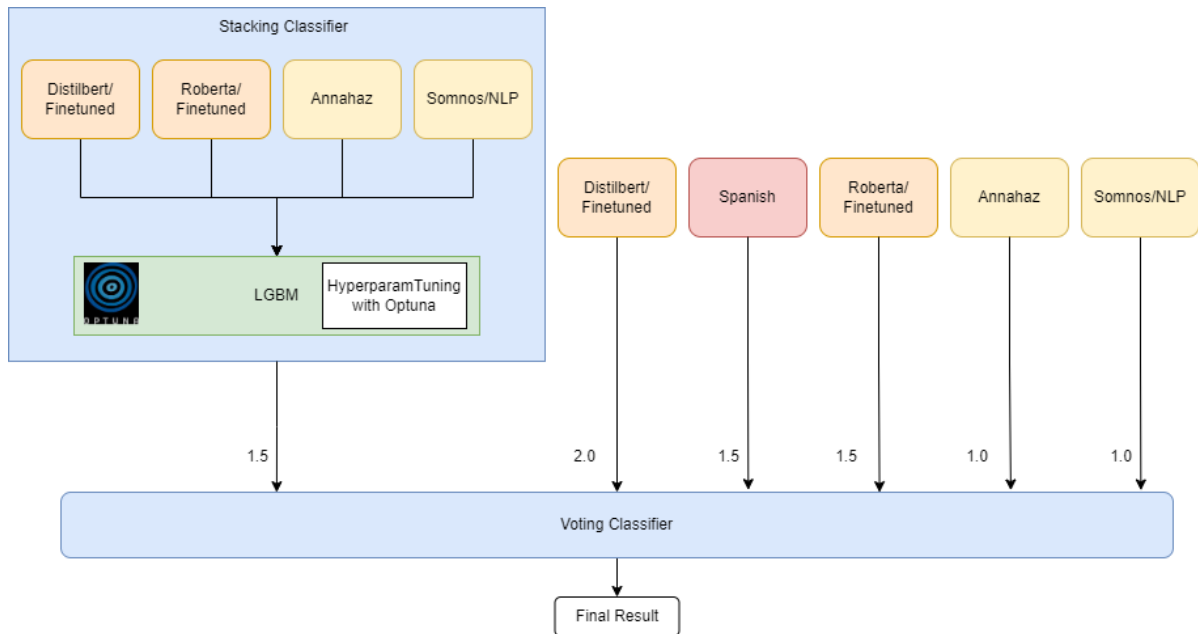 Stacking Classifier
Distilbert/
Finetuned
Roberta/
Finetuned
Annahaz
Somnos/NLP
OPTUNA
LGBM
HyperparamTuning
with Optuna
Distilbert/
Finetuned
Spanish
Roberta/
Finetuned
Annahaz
Somnos/NLP
1.5
2.0
1.5
1.5
1.0
1.0
Voting Classifier
Final Result